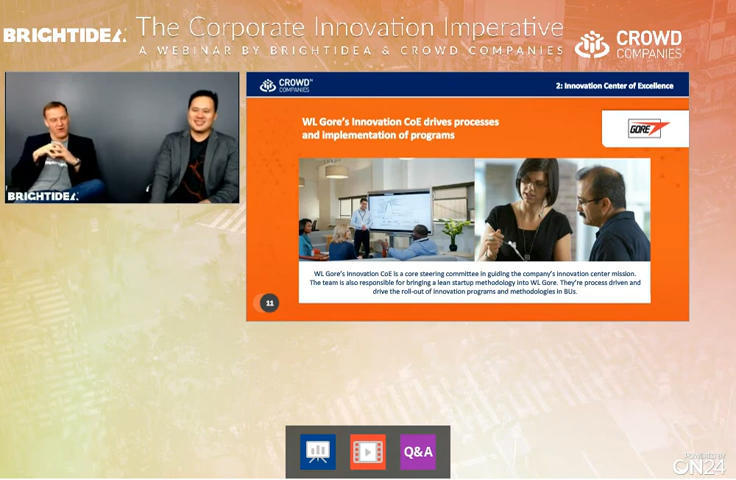 BRIGHTIDEA
The Corporate Innovation Imperative
A WEBINAR BY BRIGHTIDEA & CROWD COMPANIES
CROWD
COMPANIES
BRIGHTIDEA
CROWD™
COMPANIES
2: Innovation Center of Excellence
WL Gore's Innovation CoE drives processes
and implementation of programs
GORE
WL Gore's Innovation CoE is a core steering committee in guiding the company's innovation center mission.
The team is also responsible for bringing a lean startup methodology into WL Gore. They're process driven and
drive the roll-out of innovation programs and methodologies in BUs.
11
Q&A
POWERED BY
ON24